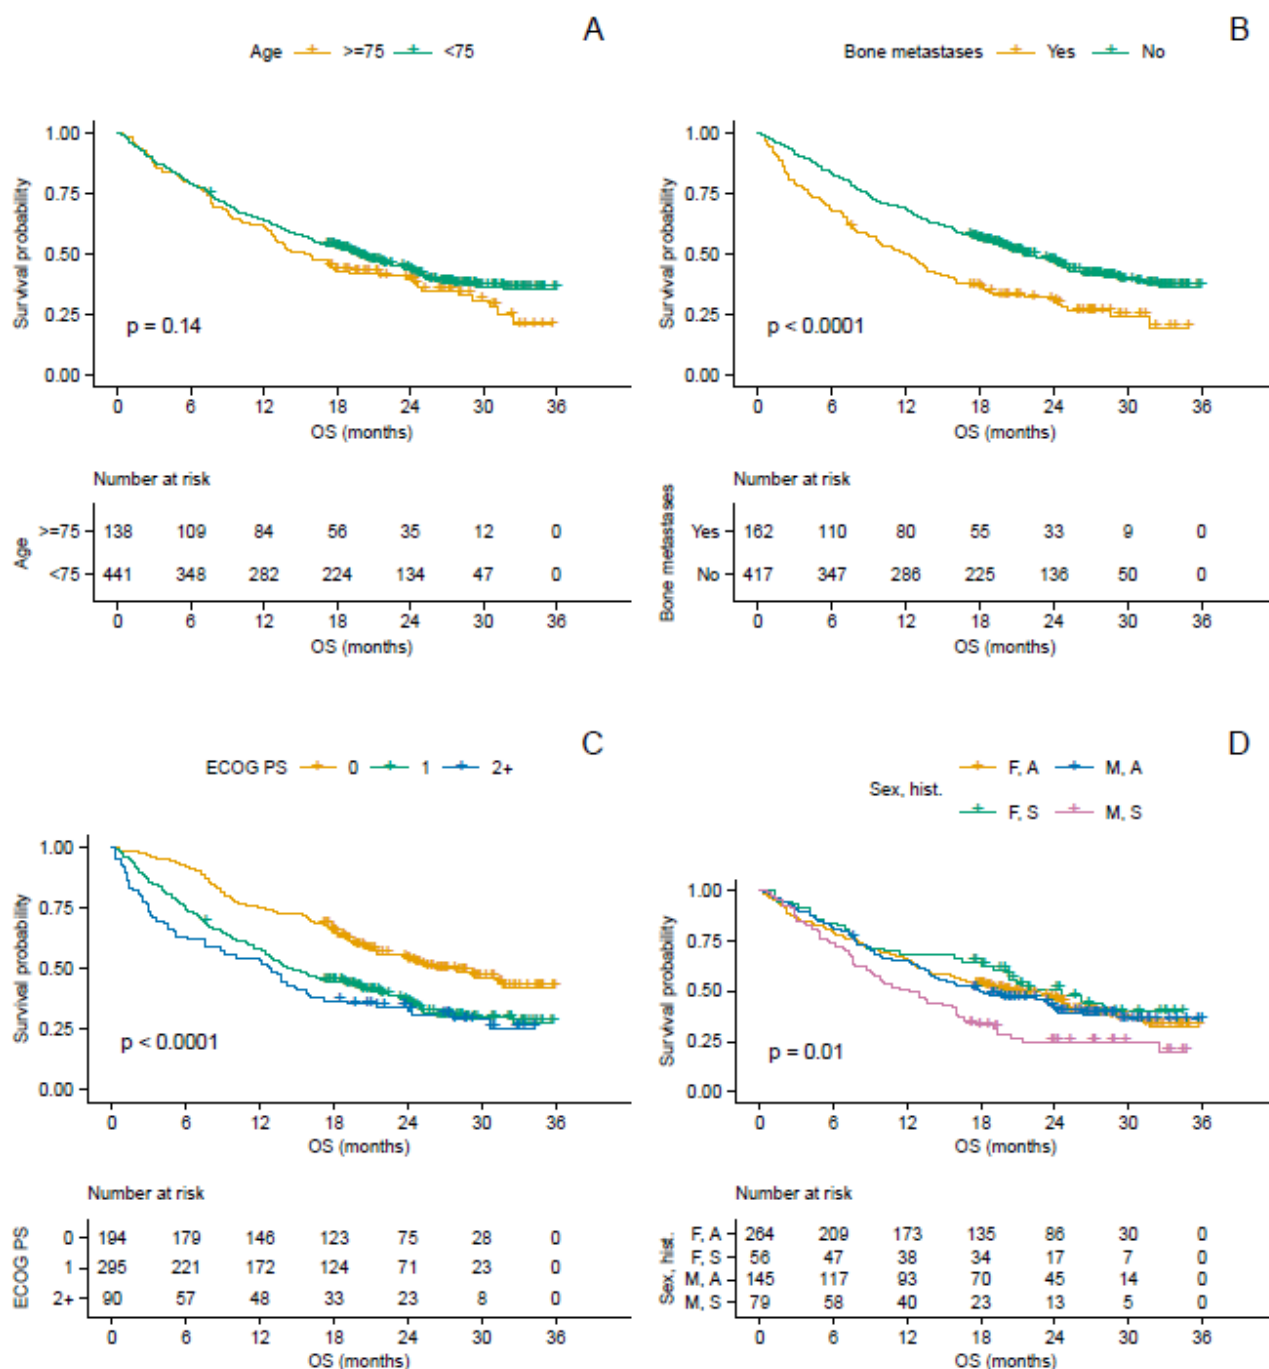 A
Age >=75 <75
1.00
0.75
0.50
0.25
0.00
Survival probability
p = 0.14
0 6 12 18 24 30 36
OS (months)
Number at risk
Age
>=75 138 109 84 56 35 12 0
<75 441 348 282 224 134 47 0
0 6 12 18 24 30 36
OS (months)
B
Bone metastases Yes No
1.00
0.75
0.50
0.25
0.00
Survival probability
p < 0.0001
0 6 12 18 24 30 36
OS (months)
Number at risk
Bone metastases
Yes 162 110 80 55 33 9 0
No 417 347 286 225 136 50 0
0 6 12 18 24 30 36
OS (months)
C
ECOG PS 0 1 2+
1.00
0.75
0.50
0.25
0.00
Survival probability
p < 0.0001
0 6 12 18 24 30 36
OS (months)
Number at risk
ECOG PS
0 194 179 146 123 75 28 0
1 295 221 172 124 71 23 0
2+ 90 57 48 33 23 8 0
0 6 12 18 24 30 36
OS (months)
D
Sex, hist.
F, A M, A
F, S M, S
1.00
0.75
0.50
0.25
0.00
Survival probability
p = 0.01
0 6 12 18 24 30 36
OS (months)
Number at risk
Sex, hist.
F, A 264 209 173 135 86 30 0
F, S 56 47 38 34 17 7 0
M, A 145 117 93 70 45 14 0
M, S 79 58 40 23 13 5 0
0 6 12 18 24 30 36
OS (months)